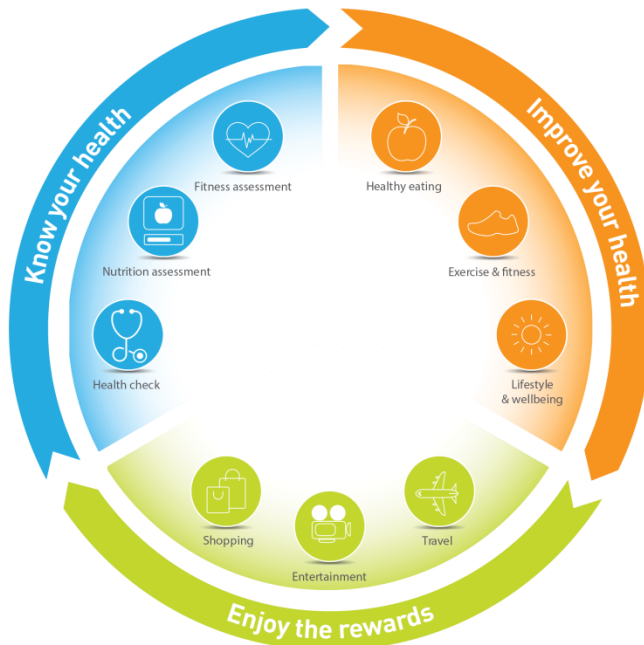 Know your health
Fitness assessment
Nutrition assessment
Health check
Improve your health
Healthy eating
Exercise & fitness
Lifestyle
& wellbeing
Shopping
Entertainment
Travel
Enjoy the rewards